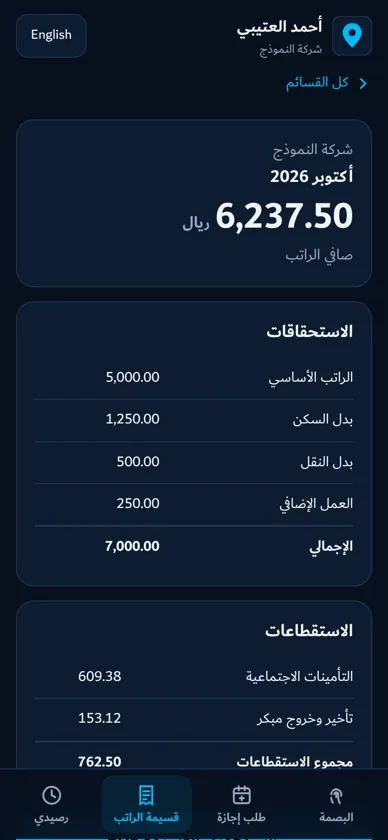 أحمد العتيبي
شركة النموذج
English
كل القسائم
شركة النموذج
أكتوبر 2026
6,237.50 ريال
صافي الراتب
الاستحقاقات
الراتب الأساسي 5,000.00
بدل السكن 1,250.00
بدل النقل 500.00
العمل الإضافي 250.00
الإجمالي 7,000.00
الاستقطاعات
التأمينات الاجتماعية 609.38
تأخير وخروج مبكر 153.12
مجموع الاستقطاعات 762.50
البصمة
طلب إجازة
قسيمة الراتب
رصيدي